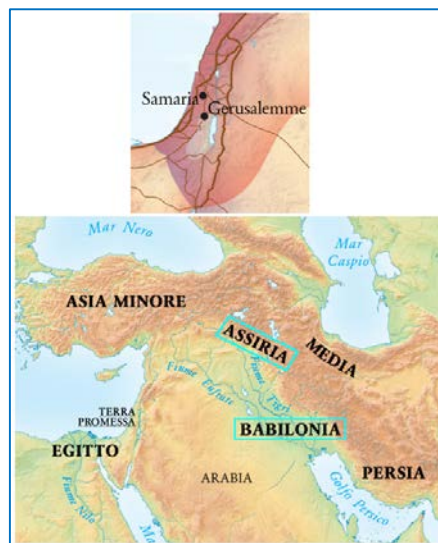 Samaria
Gerusalemme
Mar Nero
Mar
Caspio
ASIA MINORE
ASSIRIA
MEDIA
Fiume Eufrate
Fiume Tigri
TERRA
PROMESSA
BABILONIA
EGITTO
ARABIA
PERSIA
Fiume Nilo
Golfo Persico
Ma